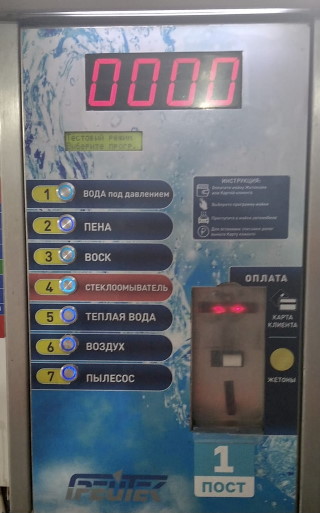 0000
Тестовый режим
Выберите прогр.
ИНСТРУКЦИЯ:
1 ВОДА под давлением
2 ПЕНА
3 ВОСК
4 СТЕКЛООМЫВАТЕЛЬ
5 ТЕПЛАЯ ВОДА
6 ВОЗДУХ
7 ПЫЛЕСОС
ОПЛАТА
КАРТА
КЛИЕНТА
ЖЕТОНЫ
1
ПОСТ